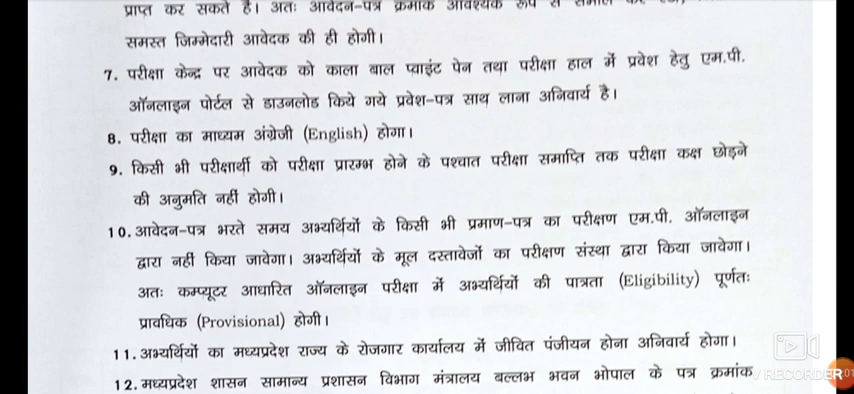 प्राप्त कर सकते है। अतः आवेदन-पत्र क्रमांक आवश्यक रूप से
समस्त जिम्मेदारी आवेदक की ही होगी।
7. परीक्षा केन्द्र पर आवेदक को काला बाल प्वाइंट पेन तथा परीक्षा हाल में प्रवेश हेतु एम.पी.
ऑनलाइन पोर्टल से डाउनलोड किये गये प्रवेश-पत्र साथ लाना अनिवार्य है।
8. परीक्षा का माध्यम अंग्रेजी (English) होगा।
9. किसी भी परीक्षार्थी को परीक्षा प्रारम्भ होने के पश्चात परीक्षा समाप्ति तक परीक्षा कक्ष छोड़ने
की अनुमति नहीं होगी।
10. आवेदन-पत्र भरते समय अभ्यर्थियों के किसी भी प्रमाण-पत्र का परीक्षण एम.पी. ऑनलाइन
द्वारा नहीं किया जावेगा। अभ्यर्थियों के मूल दस्तावेजों का परीक्षण संस्था द्वारा किया जावेगा।
अतः कम्प्यूटर आधारित ऑनलाइन परीक्षा में अभ्यर्थियों की पात्रता (Eligibility) पूर्णतः
प्रावधिक (Provisional) होगी।
11. अभ्यर्थियों का मध्यप्रदेश राज्य के रोजगार कार्यालय में जीवित पंजीयन होना अनिवार्य होगा।
12. मध्यप्रदेश शासन सामान्य प्रशासन विभाग मंत्रालय बल्लभ भवन भोपाल के पत्र क्रमांक
RECORDER